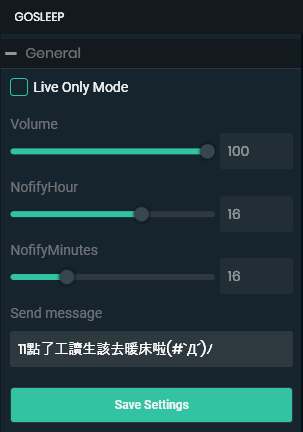 GOSLEEP
General
Live Only Mode
Volume
100
NofifyHour
16
NofifyMinutes
16
Send message
11點了工讀生該去暖床啦(#`Д´)ﾉ
Save Settings